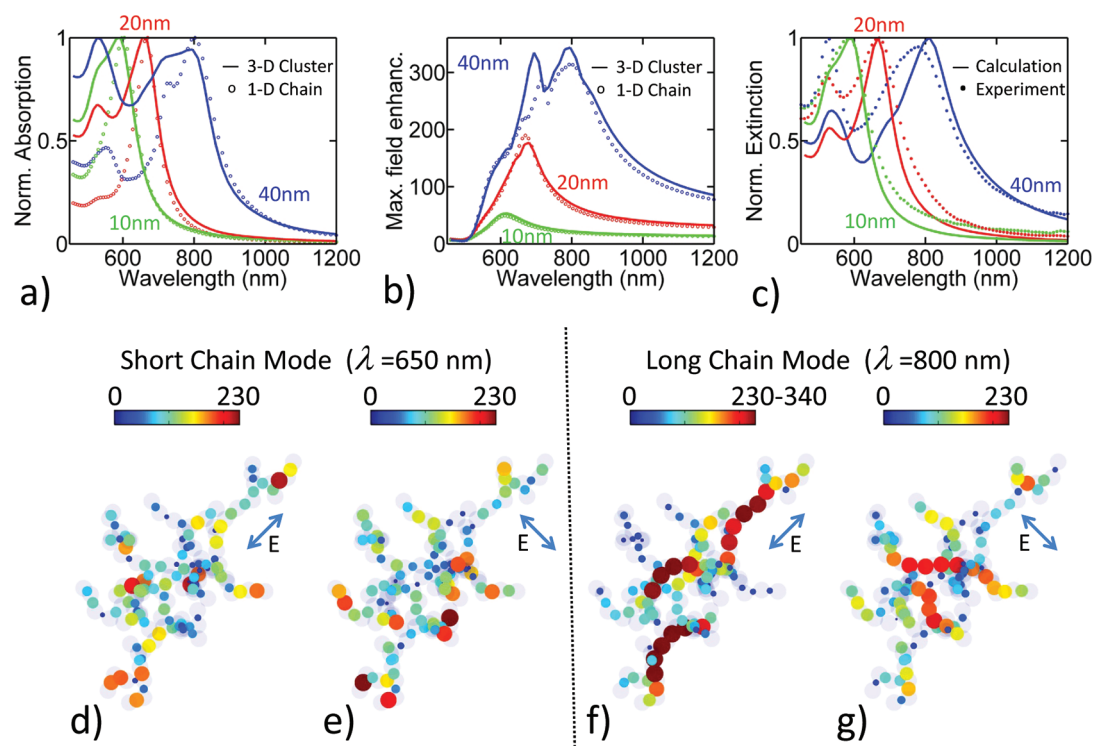 20nm
1
— 3-D Cluster
○ 1-D Chain
0.5
40nm
10nm
0
600 800 1000 1200
Norm. Absorption
Wavelength (nm)
a)
300
40nm
— 3-D Cluster
○ 1-D Chain
200
20nm
100
10nm
0
600 800 1000 1200
Max. field enhanc.
Wavelength (nm)
b)
20nm
1
— Calculation
• Experiment
0.5
40nm
10nm
0
600 800 1000 1200
Norm. Extinction
Wavelength (nm)
c)
Short Chain Mode (λ =650 nm)
0 230 0 230
E
E
d)
e)
Long Chain Mode (λ =800 nm)
0 230-340 0 230
E
E
f)
g)